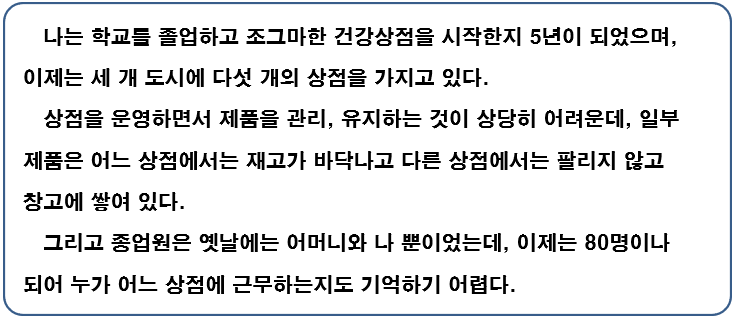 나는 학교를 졸업하고 조그마한 건강상점을 시작한지 5년이 되었으며,
이제는 세 개 도시에 다섯 개의 상점을 가지고 있다.
상점을 운영하면서 제품을 관리, 유지하는 것이 상당히 어려운데, 일부
제품은 어느 상점에서는 재고가 바닥나고 다른 상점에서는 팔리지 않고
창고에 쌓여 있다.
그리고 종업원은 옛날에는 어머니와 나 뿐이었는데, 이제는 80명이나
되어 누가 어느 상점에 근무하는지도 기억하기 어렵다.